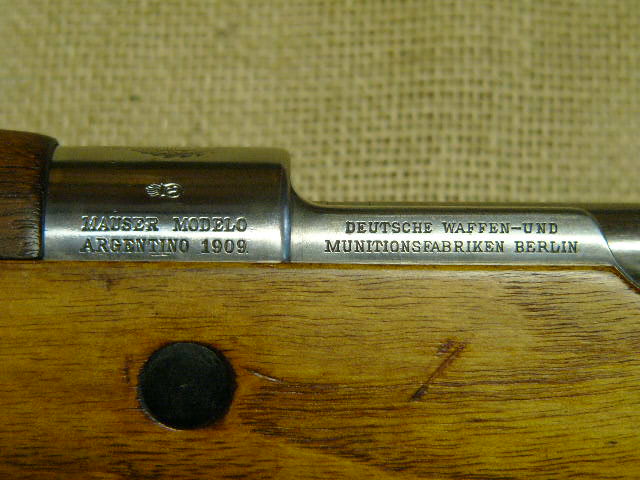 MAUSER MODELO
ARGENTINO 1909
DEUTSCHE WAFFEN-UND
MUNITIONSFABRIKEN BERLIN